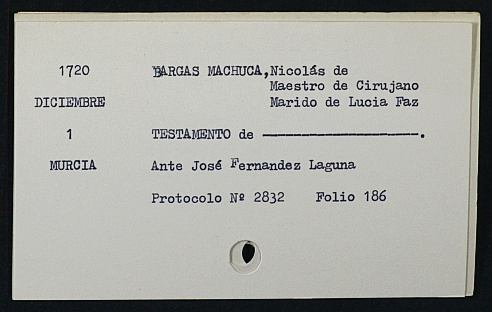 1720 BARGAS MACHUCA, Nicolás de
Maestro de Cirujano
DICIEMBRE Marido de Lucia Faz
1 TESTAMENTO de ————————————.
MURCIA Ante José Fernandez Laguna
Protocolo Nº 2832 Folio 186